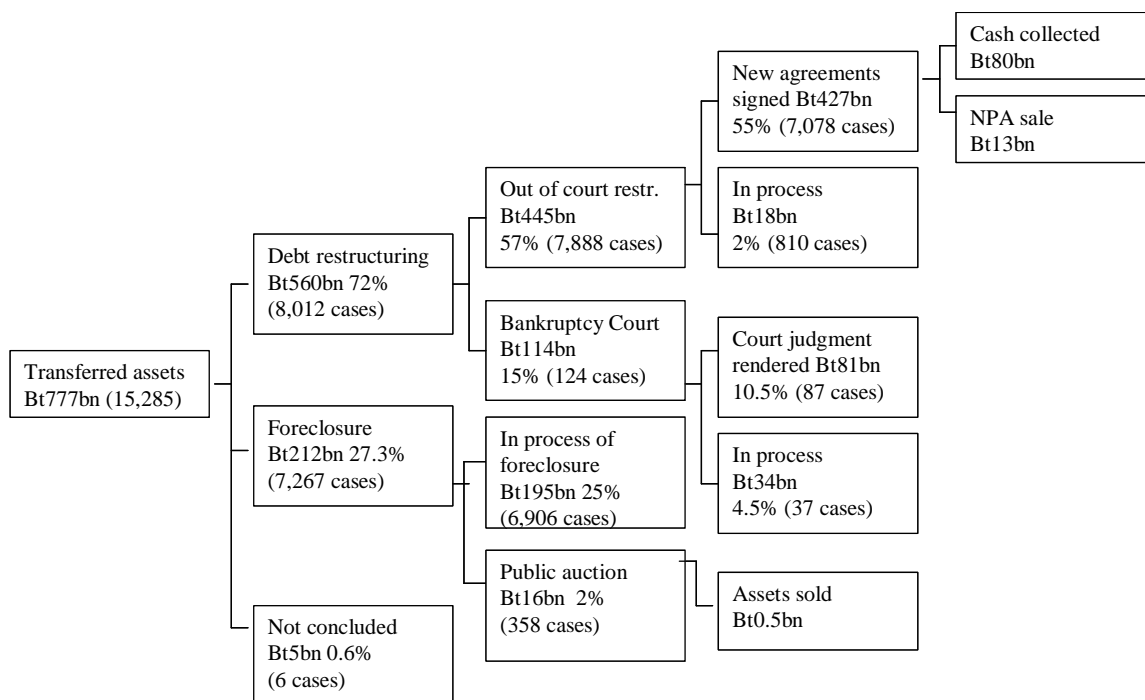 Transferred assets
Bt777bn (15,285)
Debt restructuring
Bt560bn 72%
(8,012 cases)
Foreclosure
Bt212bn 27.3%
(7,267 cases)
Not concluded
Bt5bn 0.6%
(6 cases)
Out of court restr.
Bt445bn
57% (7,888 cases)
Bankruptcy Court
Bt114bn
15% (124 cases)
In process of
foreclosure
Bt195bn 25%
(6,906 cases)
Public auction
Bt16bn  2%
(358 cases)
New agreements
signed Bt427bn
55% (7,078 cases)
In process
Bt18bn
2% (810 cases)
Court judgment
rendered Bt81bn
10.5% (87 cases)
In process
Bt34bn
4.5% (37 cases)
Assets sold
Bt0.5bn
Cash collected
Bt80bn
NPA sale
Bt13bn